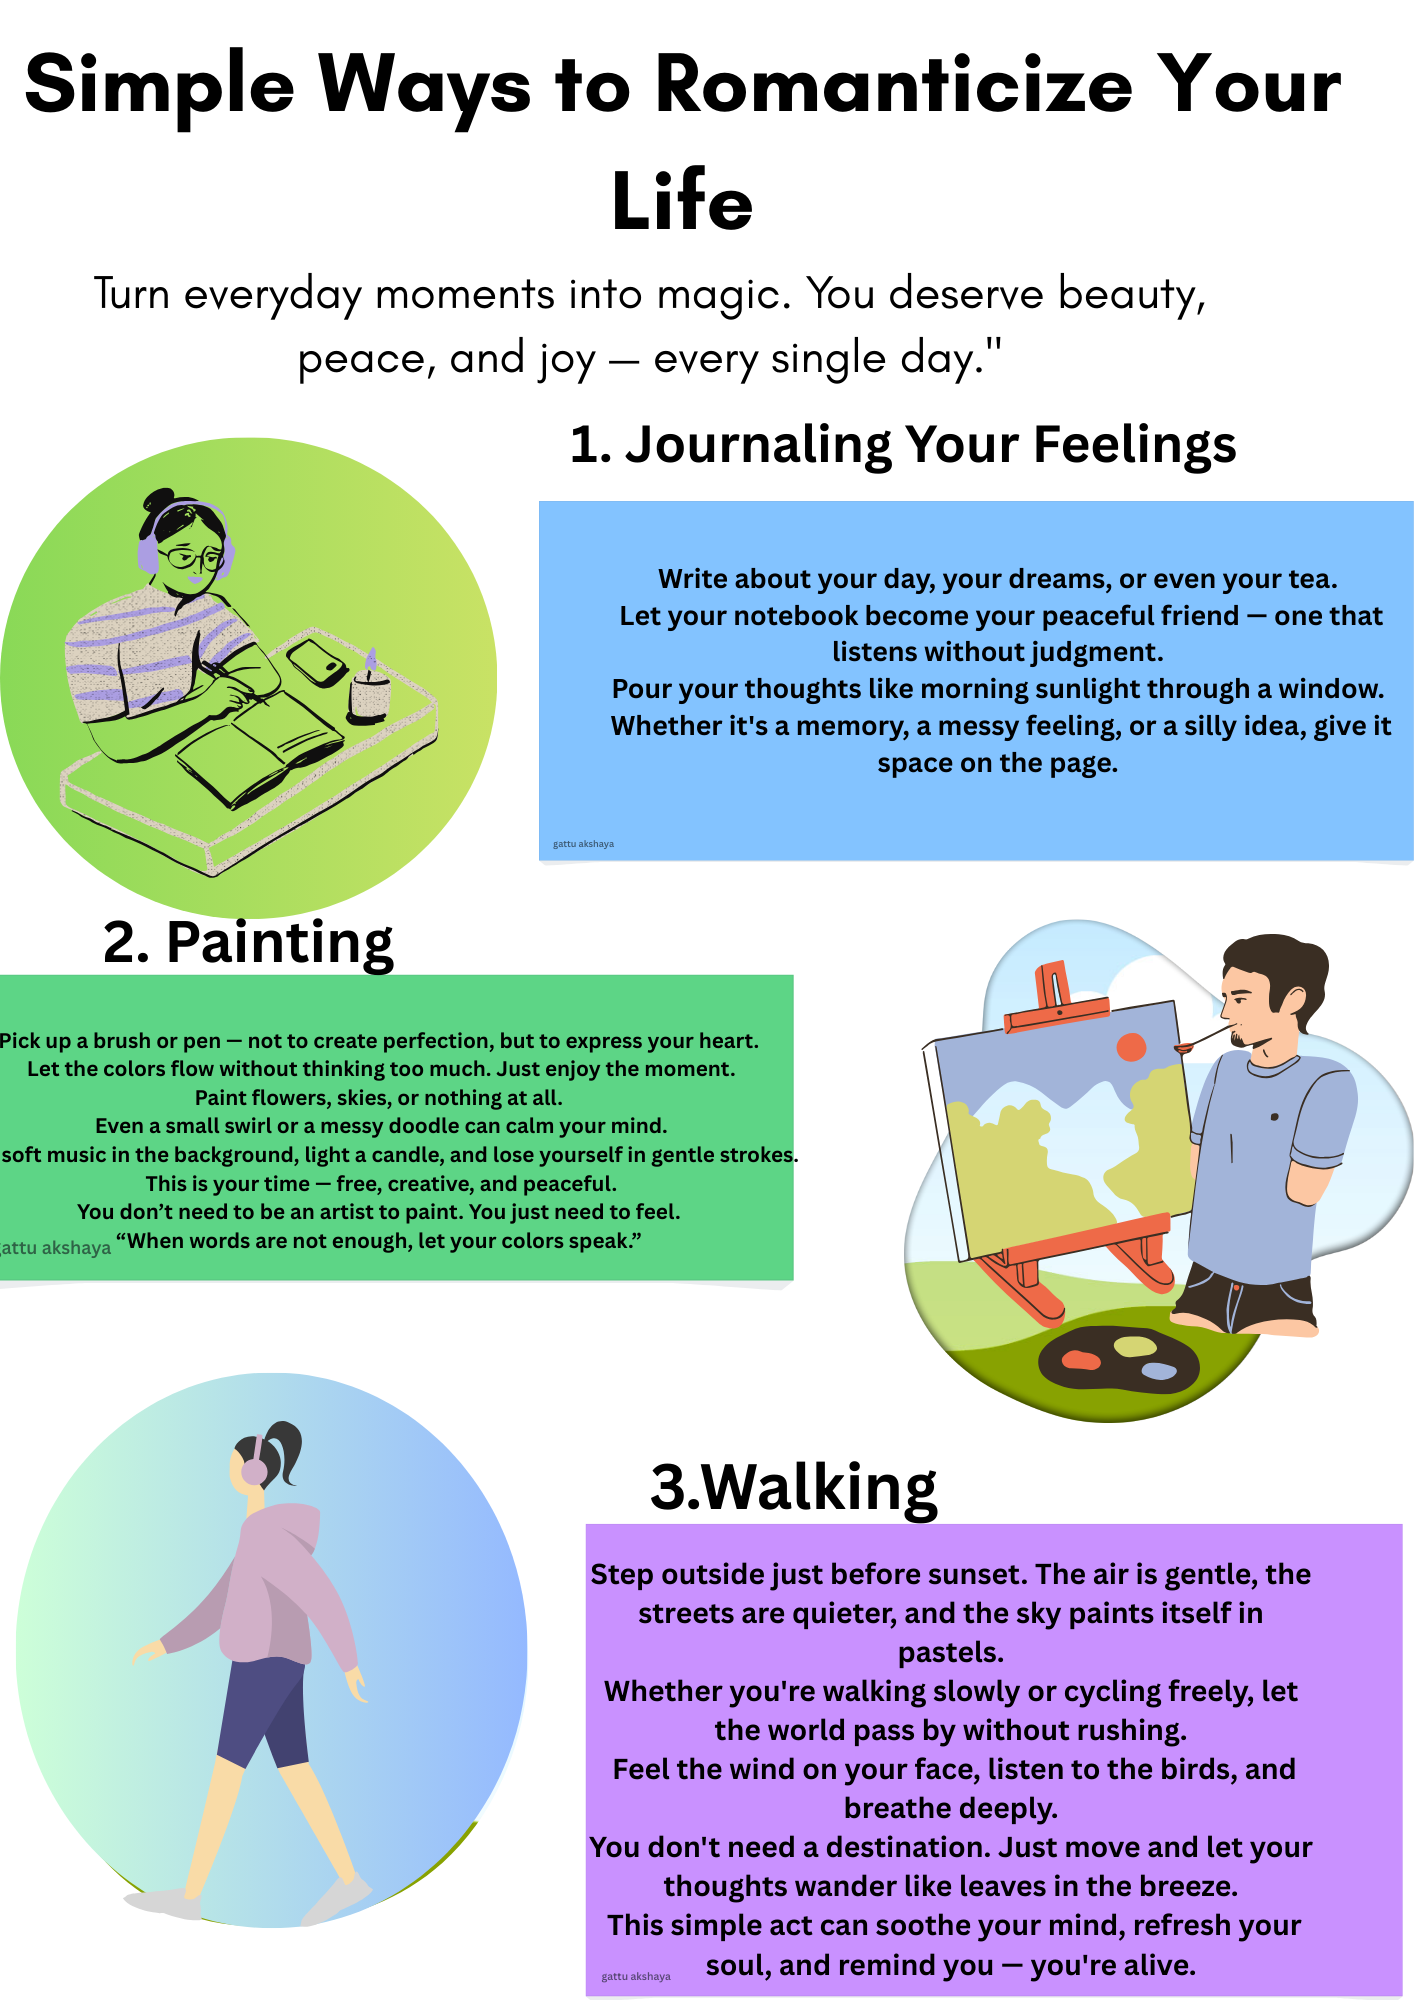 Simple Ways to Romanticize Your
Life
Turn everyday moments into magic. You deserve beauty,
peace, and joy — every single day."
1. Journaling Your Feelings
Write about your day, your dreams, or even your tea.
Let your notebook become your peaceful friend — one that
listens without judgment.
Pour your thoughts like morning sunlight through a window.
Whether it's a memory, a messy feeling, or a silly idea, give it
space on the page.
gattu akshaya
2. Painting
Pick up a brush or pen — not to create perfection, but to express your heart.
Let the colors flow without thinking too much. Just enjoy the moment.
Paint flowers, skies, or nothing at all.
Even a small swirl or a messy doodle can calm your mind.
soft music in the background, light a candle, and lose yourself in gentle strokes.
This is your time — free, creative, and peaceful.
You don’t need to be an artist to paint. You just need to feel.
“When words are not enough, let your colors speak.”
gattu akshaya
3.Walking
Step outside just before sunset. The air is gentle, the
streets are quieter, and the sky paints itself in
pastels.
Whether you're walking slowly or cycling freely, let
the world pass by without rushing.
Feel the wind on your face, listen to the birds, and
breathe deeply.
You don't need a destination. Just move and let your
thoughts wander like leaves in the breeze.
This simple act can soothe your mind, refresh your
soul, and remind you — you're alive.
gattu akshaya